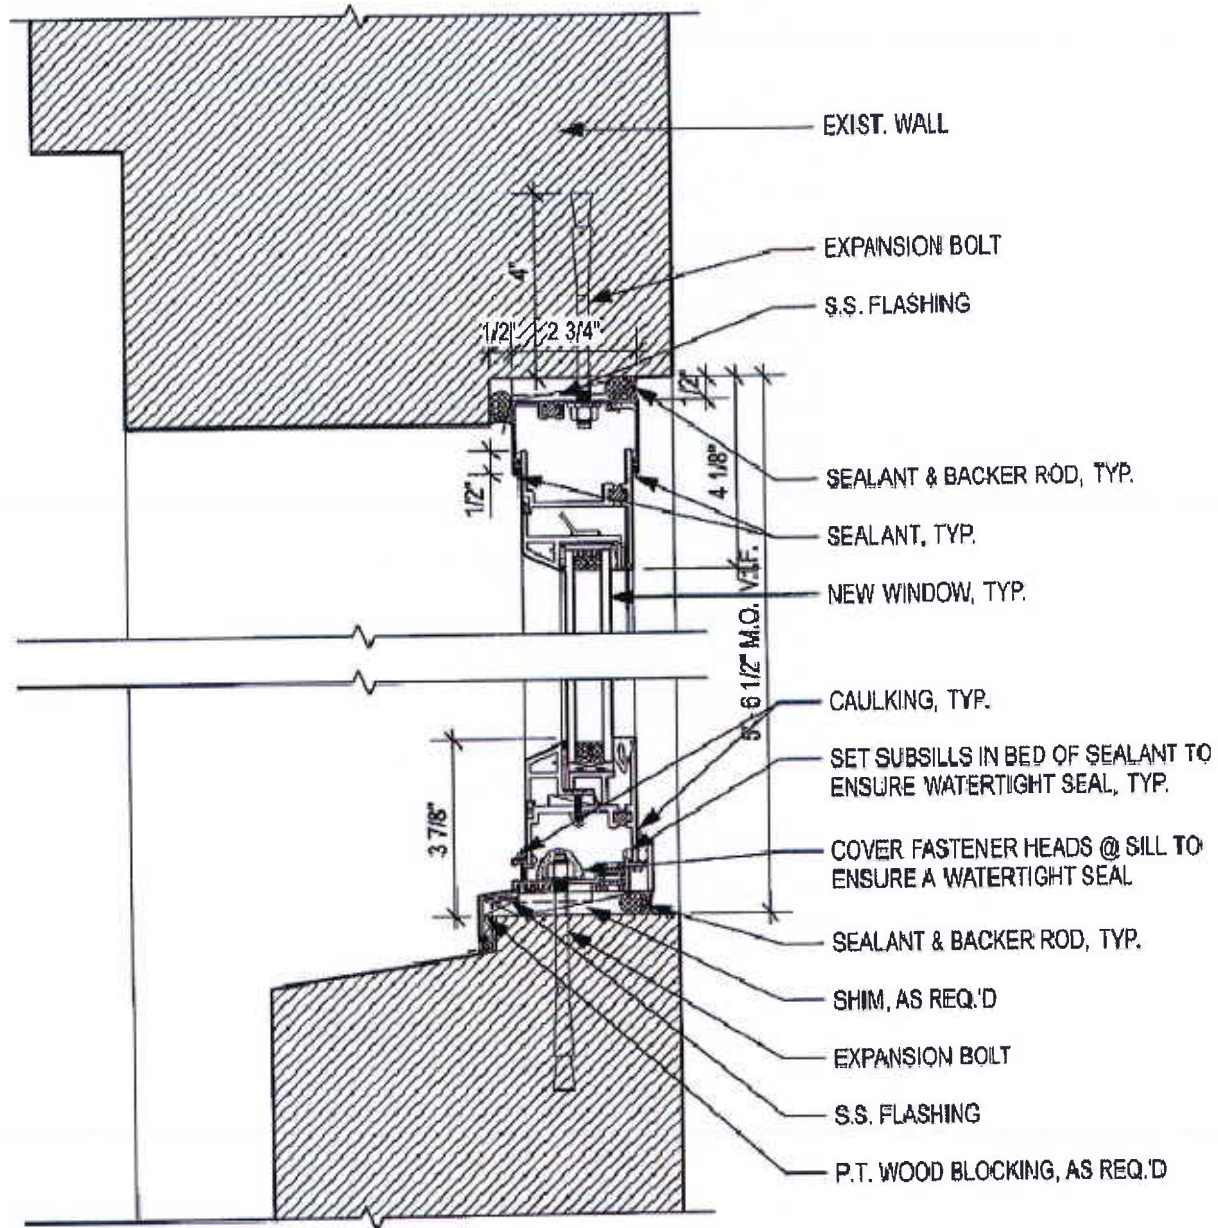 EXIST. WALL
EXPANSION BOLT
4"
S.S. FLASHING
1/2"
2 3/4"
1/2"
4 1/8"
SEALANT & BACKER ROD, TYP.
1/2"
SEALANT, TYP.
NEW WINDOW, TYP.
5'- 6 1/2" M.O. V.I.F.
CAULKING, TYP.
SET SUBSILLS IN BED OF SEALANT TO
ENSURE WATERTIGHT SEAL, TYP.
3 7/8"
COVER FASTENER HEADS @ SILL TO
ENSURE A WATERTIGHT SEAL
SEALANT & BACKER ROD, TYP.
SHIM, AS REQ.'D
EXPANSION BOLT
S.S. FLASHING
P.T. WOOD BLOCKING, AS REQ.'D